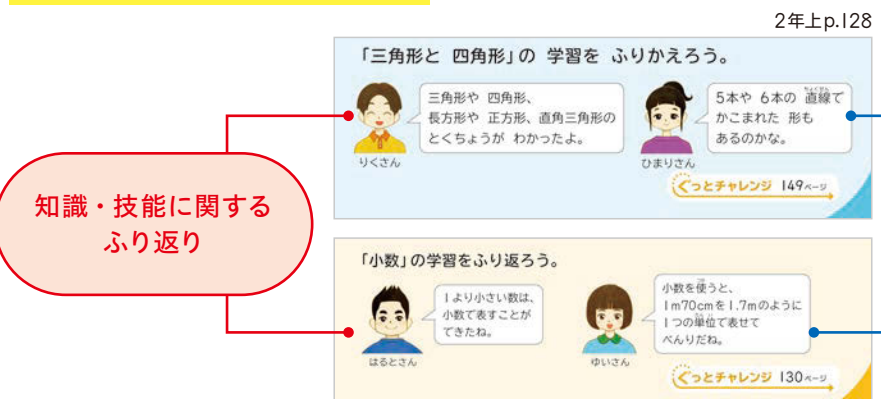 2年上p.128
「三角形と 四角形」の 学習を ふりかえろう。
三角形や 四角形、
長方形や 正方形、直角三角形の
とくちょうが わかったよ。
りくさん
5本や 6本の 直線で
ちょくせん
かこまれた 形も
あるのかな。
ひまりさん
ぐっとチャレンジ 149ページ
知識・技能に関する
ふり返り
「小数」の学習をふり返ろう。
1より小さい数は、
小数で表すことが
できたね。
はるとさん
小数を使うと、
つか
1m70cmを1.7mのように
1つの単位で表せて
たんい
べんりだね。
ゆいさん
ぐっとチャレンジ 130ページ